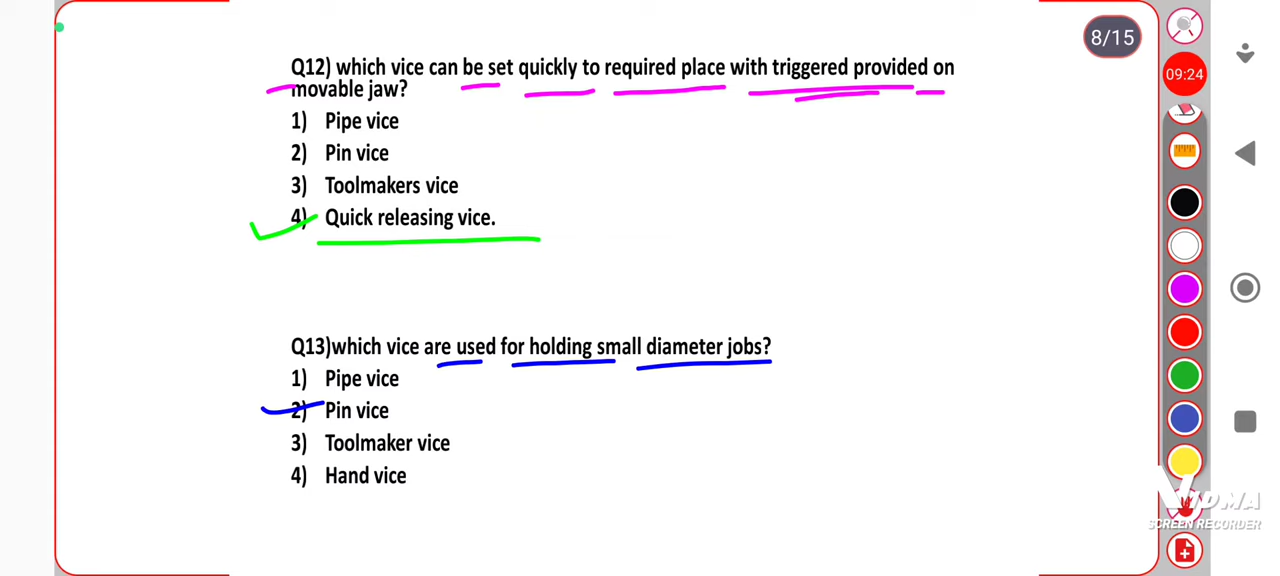 8/15
Q12) which vice can be set quickly to required place with triggered provided on
movable jaw?
09:24
1) Pipe vice
2) Pin vice
3) Toolmakers vice
4) Quick releasing vice.
Q13)which vice are used for holding small diameter jobs?
1) Pipe vice
2) Pin vice
3) Toolmaker vice
4) Hand vice
VIDMA
SCREEN RECORDER